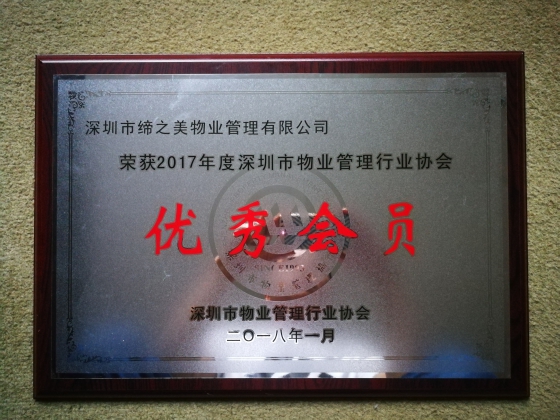 深圳市缔之美物业管理有限公司
荣获2017年度深圳市物业管理行业协会
优秀会员
深圳市物业管理行业协会
二〇一八年一月